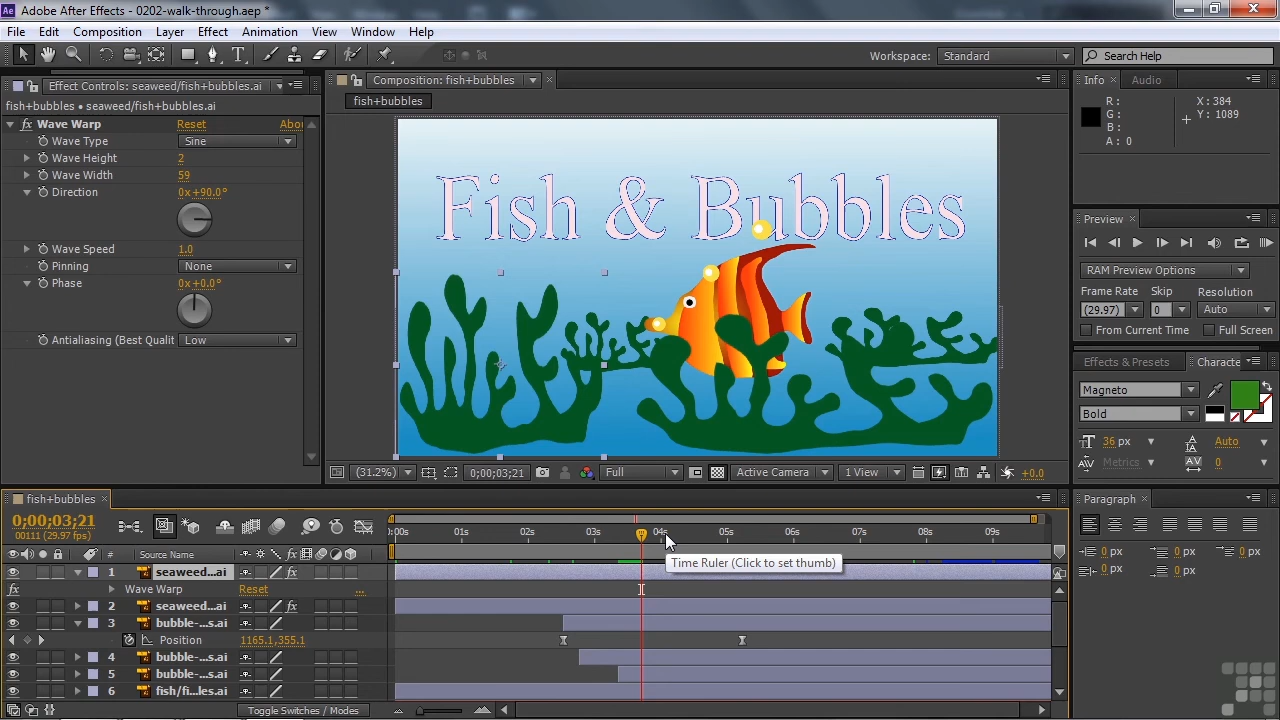 Ae Adobe After Effects - 0202-walk-through.aep *
File Edit Composition Layer Effect Animation View Window Help
Workspace: Standard Search Help
Effect Controls: seaweed/fish+bubbles.ai
fish+bubbles • seaweed/fish+bubbles.ai
fx Wave Warp Reset Abou
Wave Type Sine
Wave Height 2
Wave Width 59
Direction 0x+90.0°
Wave Speed 1.0
Pinning None
Phase 0x+0.0°
Antialiasing (Best Qualit Low
Composition: fish+bubbles
fish+bubbles
Fish & Bubbles
(31.2%) 0;00;03;21 Full Active Camera 1 View +0.0
Info Audio
R: X: 384
G: Y: 1089
B:
A: 0
Preview
RAM Preview Options
Frame Rate Skip Resolution
(29.97) 0 Auto
From Current Time Full Screen
Effects & Presets Characte
Magneto
Bold
36 px Auto
Metrics 0
Paragraph
0 px 0 px 0 px
0 px 0 px
fish+bubbles
0;00;03;21
00111 (29.97 fps)
:00s 01s 02s 03s 04s 05s 06s 07s 08s 09s
Time Ruler (Click to set thumb)
# Source Name fx
1 seaweed...ai fx
fx Wave Warp Reset ...
2 seaweed...ai fx
3 bubble-...s.ai
Position 1165.1,355.1
4 bubble-...s.ai
5 bubble-...s.ai
6 fish/fi...les.ai
Toggle Switches / Modes